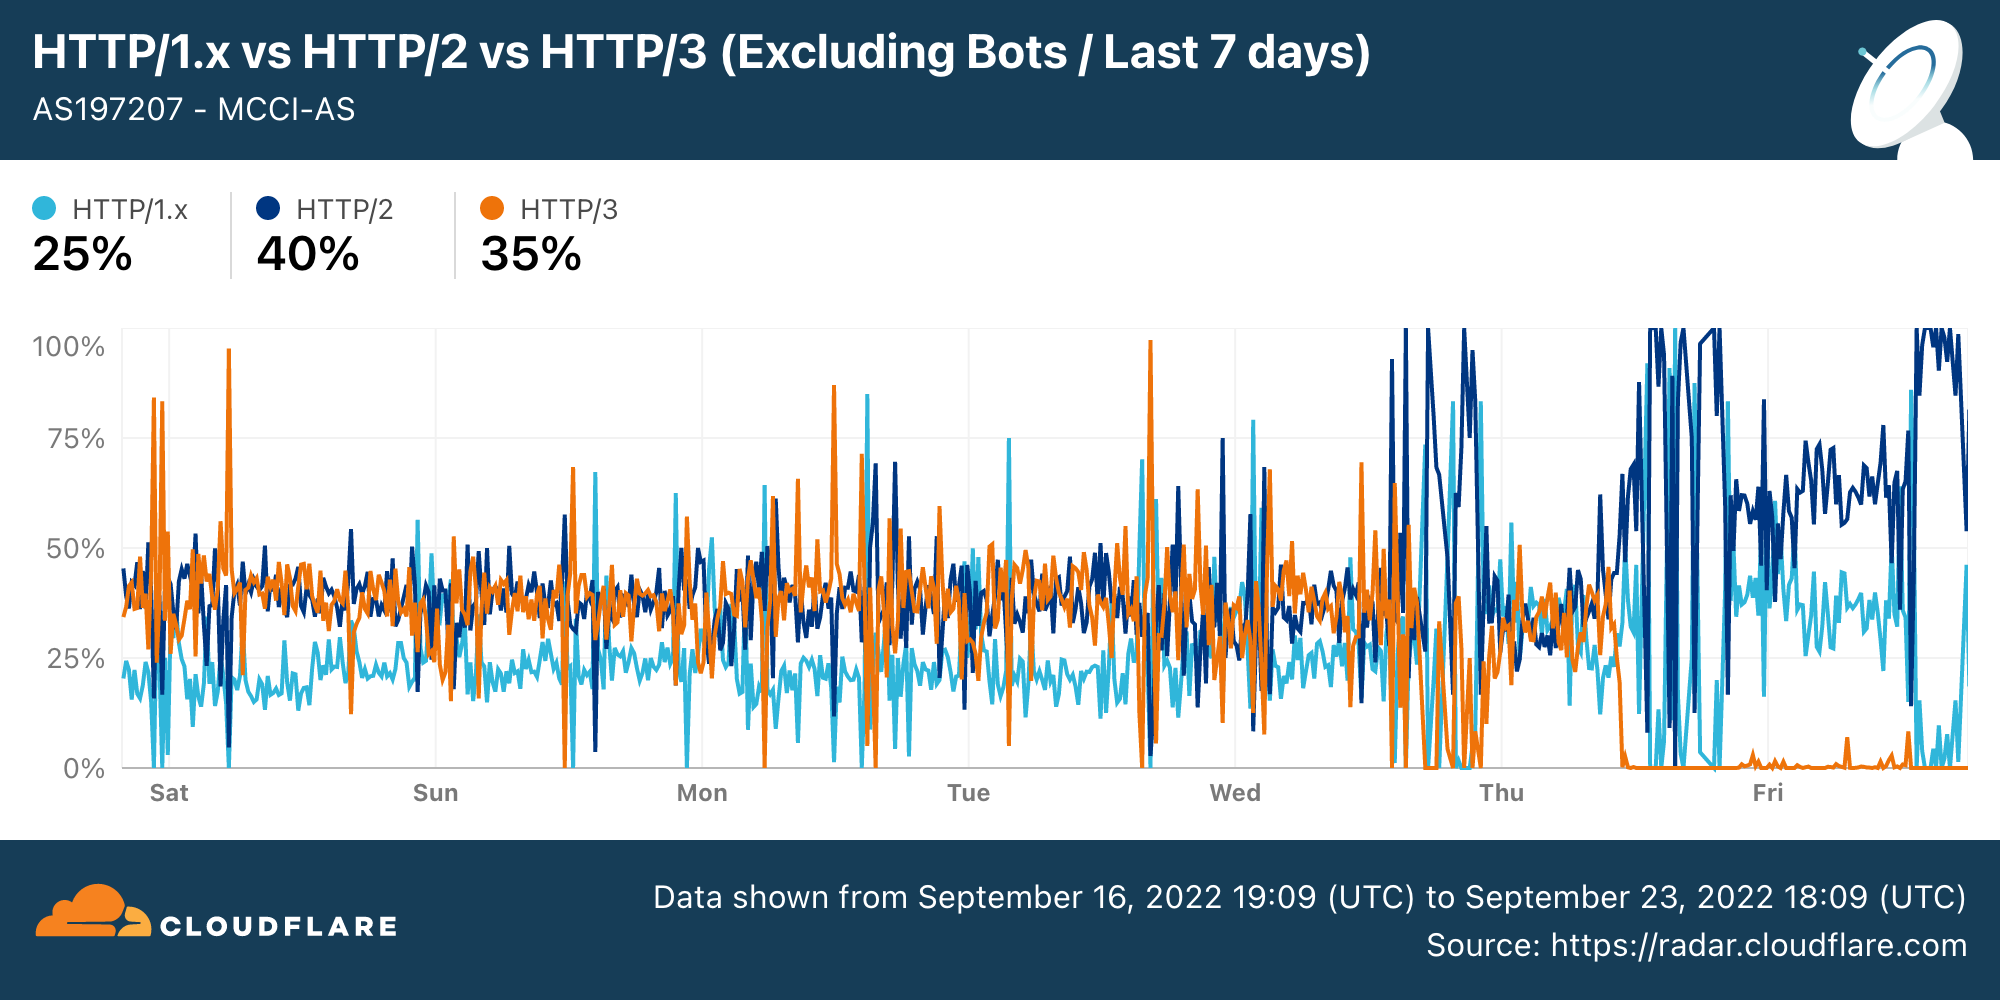 HTTP/1.x vs HTTP/2 vs HTTP/3 (Excluding Bots / Last 7 days)
AS197207 - MCCI-AS
HTTP/1.x
25%
HTTP/2
40%
HTTP/3
35%
100%
75%
50%
25%
0%
Sat Sun Mon Tue Wed Thu Fri
CLOUDFLARE
Data shown from September 16, 2022 19:09 (UTC) to September 23, 2022 18:09 (UTC)
Source: https://radar.cloudflare.com